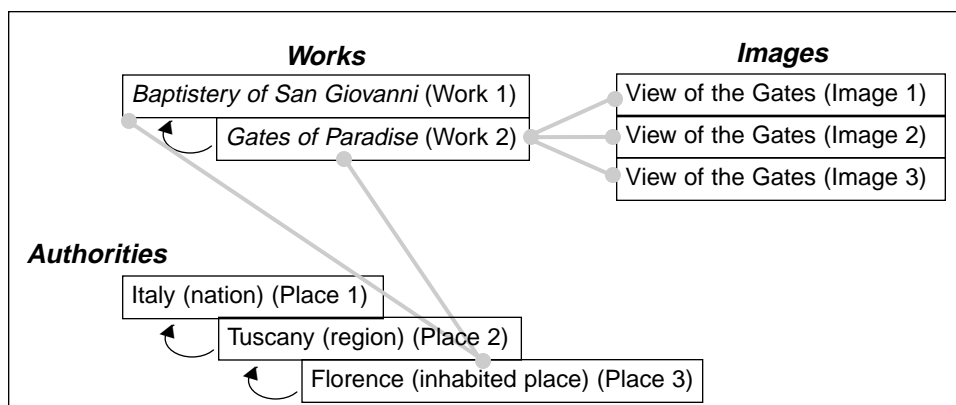 Works
Baptistery of San Giovanni (Work 1)
Gates of Paradise (Work 2)
Images
View of the Gates (Image 1)
View of the Gates (Image 2)
View of the Gates (Image 3)
Authorities
Italy (nation) (Place 1)
Tuscany (region) (Place 2)
Florence (inhabited place) (Place 3)